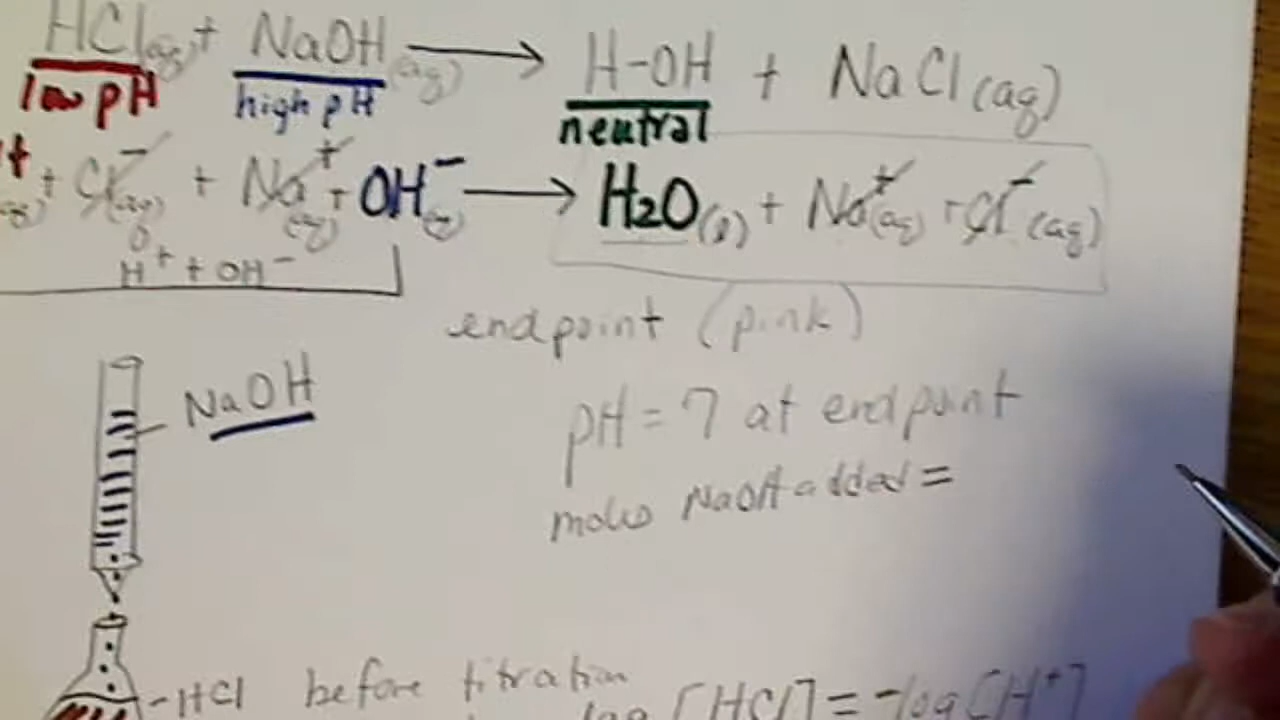 HCl(aq) + NaOH(aq) → H-OH + NaCl(aq)
low pH high pH neutral
+ + Cl⁻(aq) + Na⁺(aq) + OH⁻ → H2O(l) + Na⁺(aq) + Cl⁻(aq)
H⁺ + OH⁻
endpoint (pink)
NaOH
pH = 7 at endpoint
moles NaOH added =
-HCl before titration
log [HCl] = -log[H⁺]